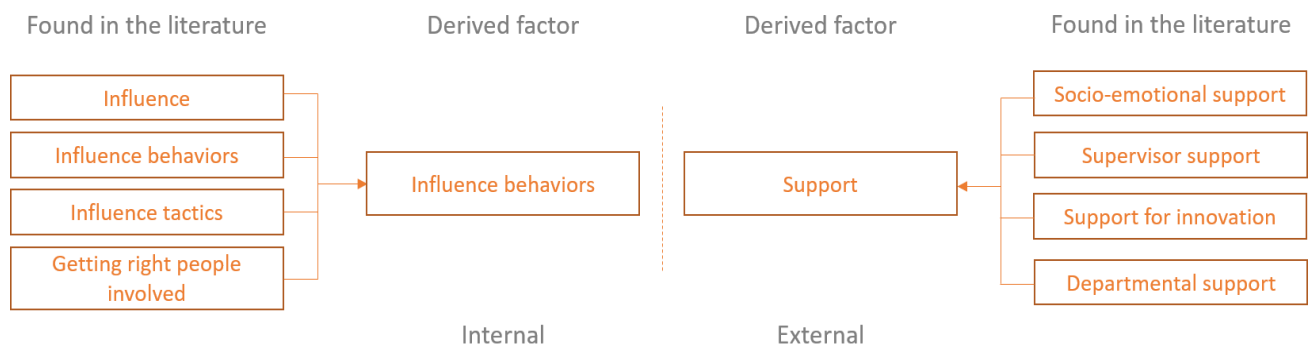 Found in the literature
Derived factor
Derived factor
Found in the literature
Influence
Influence behaviors
Influence tactics
Getting right people
involved
Influence behaviors
Support
Socio-emotional support
Supervisor support
Support for innovation
Departmental support
Internal
External